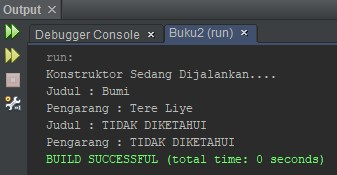 Output ×
Debugger Console ×
Buku2 (run) ×
run:
Konstruktor Sedang Dijalankan....
Judul : Bumi
Pengarang : Tere Liye
Judul : TIDAK DIKETAHUI
Pengarang : TIDAK DIKETAHUI
BUILD SUCCESSFUL (total time: 0 seconds)